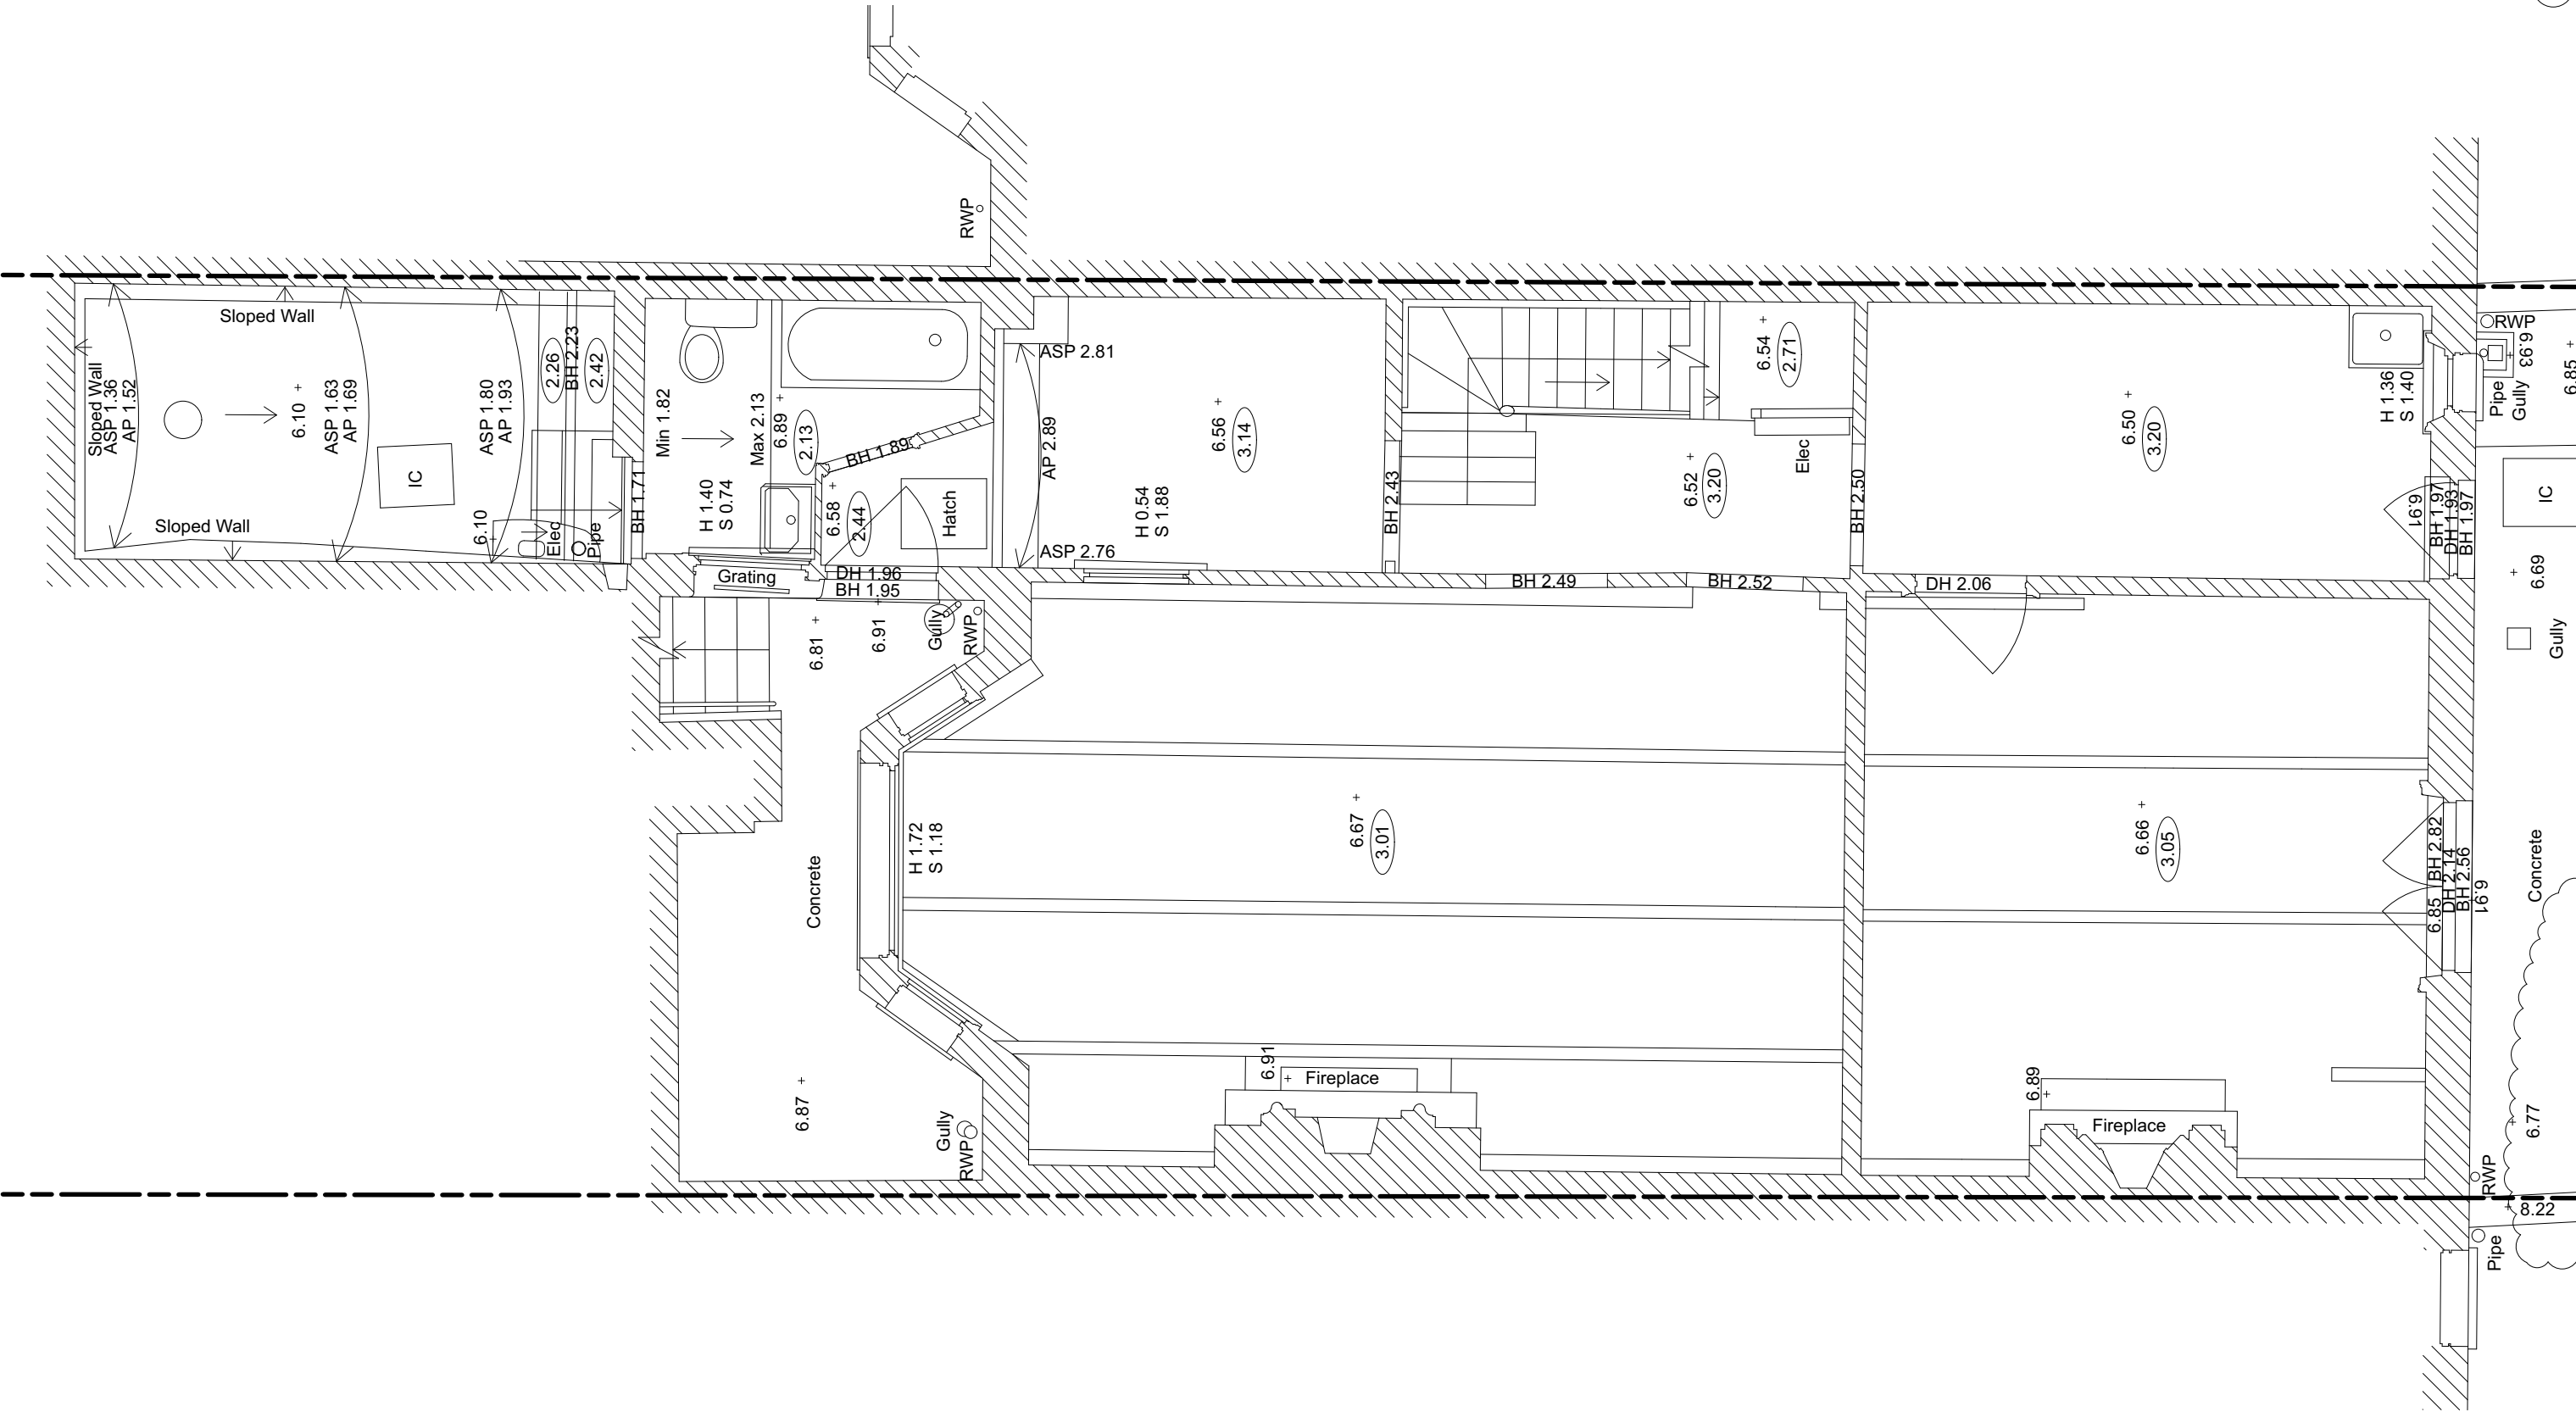 RWP
Sloped Wall
Sloped Wall
ASP 1.36
AP 1.52
6.10
ASP 1.63
AP 1.69
IC
Sloped Wall
ASP 1.80
AP 1.93
6.10
2.26
BH 2.23
2.42
Elec
Pipe
BH 1.71
Min 1.82
H 1.40
S 0.74
Max 2.13
6.89
2.13
BH 1.89
6.58
2.44
Hatch
Grating
DH 1.96
BH 1.95
6.81
6.91
Gully
RWP
ASP 2.81
AP 2.89
ASP 2.76
H 0.54
S 1.88
6.56
3.14
BH 2.43
6.54
2.71
6.52
3.20
Elec
BH 2.50
BH 2.49
BH 2.52
DH 2.06
6.50
3.20
H 1.36
S 1.40
6.91
BH 1.97
DH 1.93
BH 1.97
RWP
6.93
Pipe
Gully
6.85
IC
6.69
Gully
Concrete
H 1.72
S 1.18
6.67
3.01
6.66
3.05
BH 2.82
6.85
DH 2.14
BH 2.56
6.91
Concrete
6.87
Gully
RWP
6.91
Fireplace
6.89
Fireplace
6.77
RWP
8.22
Pipe